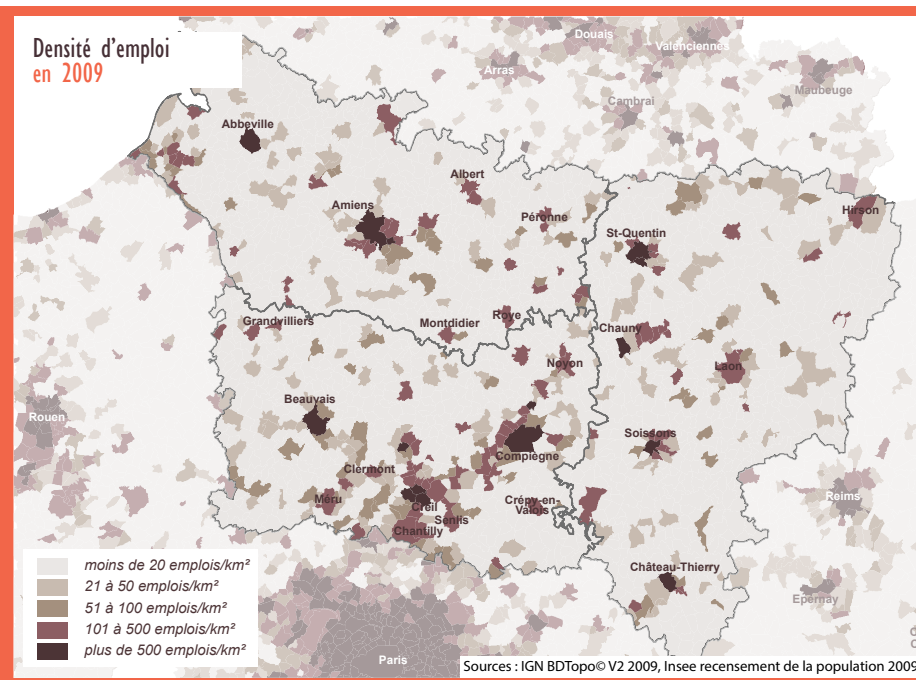 Densité d'emploi
en 2009
Douais
Valenciennes
Arras
Maubeuge
Cambrai
Abbeville
Albert
Amiens
Péronne
Hirson
St-Quentin
Roye
Grandvilliers
Montdidier
Chauny
Noyon
Laon
Beauvais
Rouen
Soissons
Compiègne
Clermont
Reims
Méru
Creil
Crépy-en-
Valois
Senlis
Chantilly
Château-Thierry
Epernay
Paris
moins de 20 emplois/km²
21 à 50 emplois/km²
51 à 100 emplois/km²
101 à 500 emplois/km²
plus de 500 emplois/km²
Sources : IGN BDTopo© V2 2009, Insee recensement de la population 2009